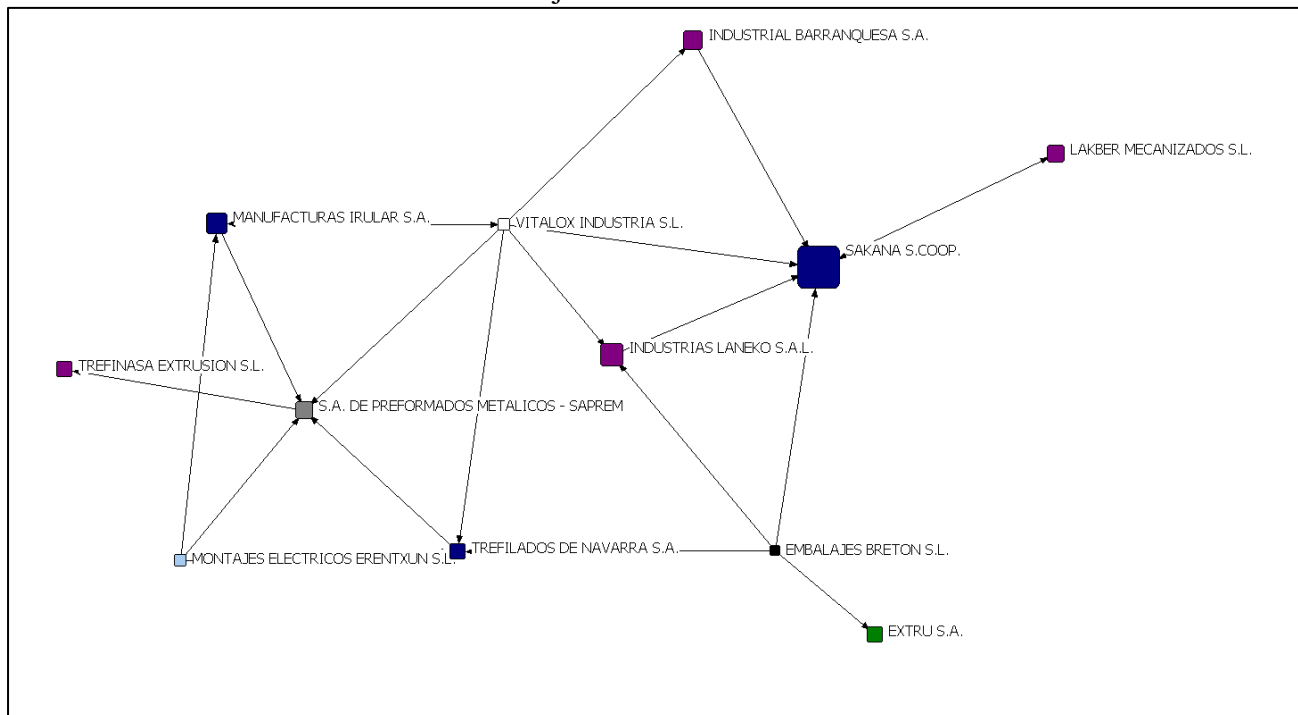 INDUSTRIAL BARRANQUESA S.A.
LAKBER MECANIZADOS S.L.
MANUFACTURAS IRULAR S.A.
VITALOX INDUSTRIA S.L.
SAKANA S.COOP.
INDUSTRIAS LANEKO S.A.L.
TREFINASA EXTRUSION S.L.
S.A. DE PREFORMADOS METALICOS - SAPREM
MONTAJES ELECTRICOS ERENTXUN S.L.
TREFILADOS DE NAVARRA S.A.
EMBALAJES BRETON S.L.
EXTRU S.A.